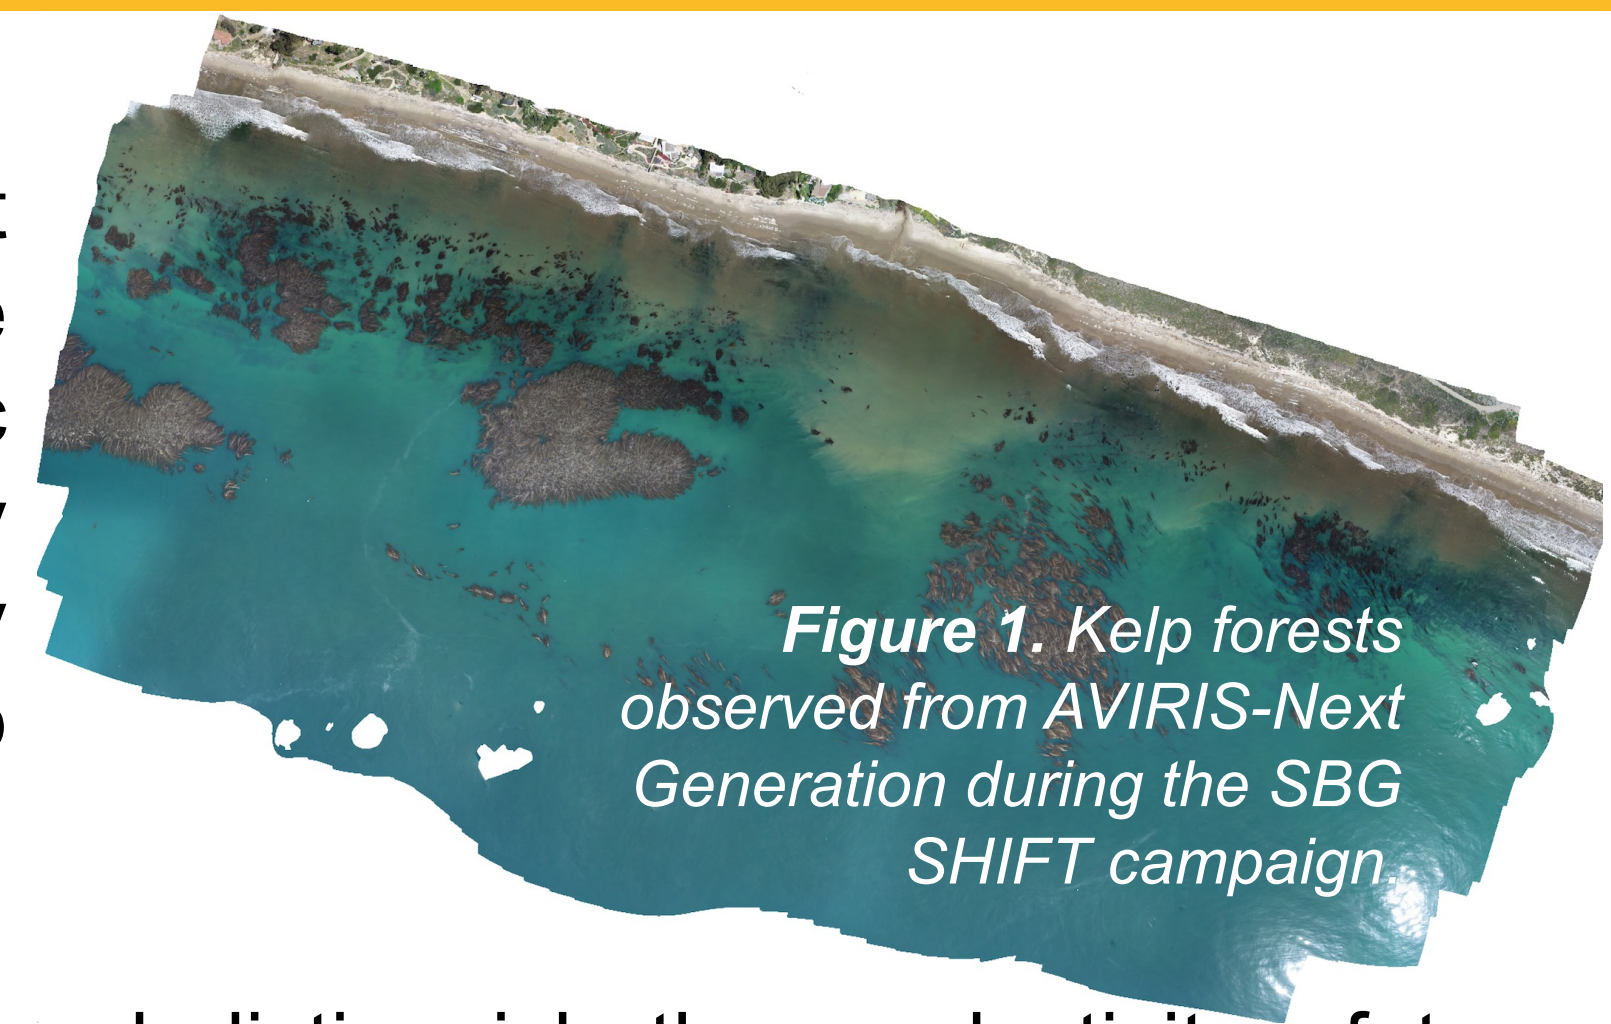 Figure 1. Kelp forests
observed from AVIRIS-Next
Generation during the SBG
SHIFT campaign.